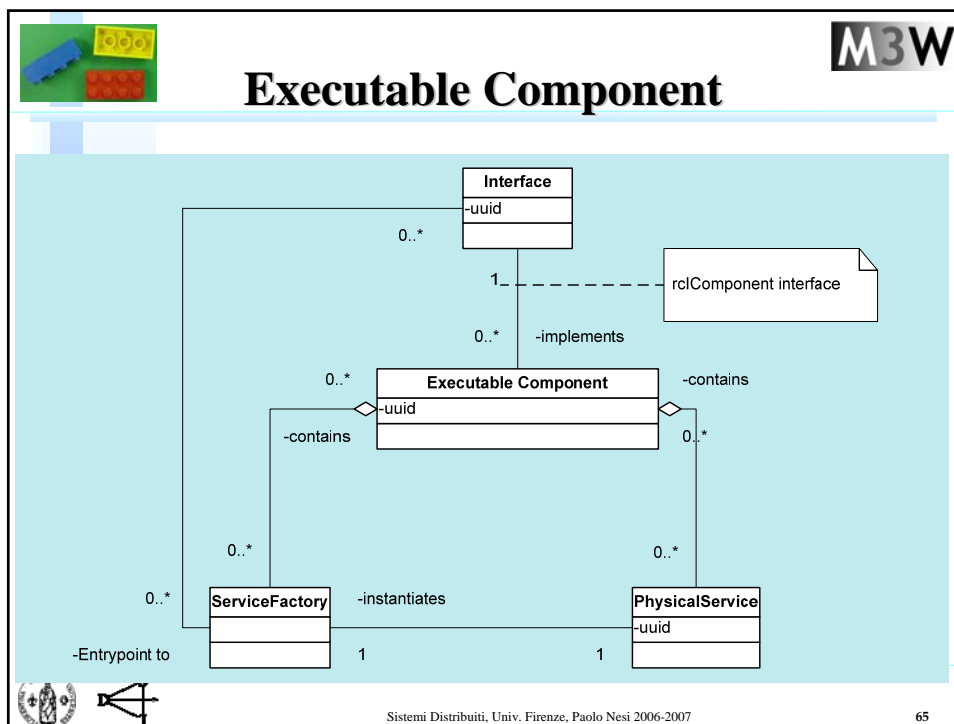 M3W
Executable Component
Interface
-uuid
0..*
1
rcIComponent interface
0..*
-implements
0..*
Executable Component
-contains
-uuid
-contains
0..*
0..*
0..*
0..*
ServiceFactory
-instantiates
PhysicalService
-uuid
-Entrypoint to
1
1
Sistemi Distribuiti, Univ. Firenze, Paolo Nesi 2006-2007
65